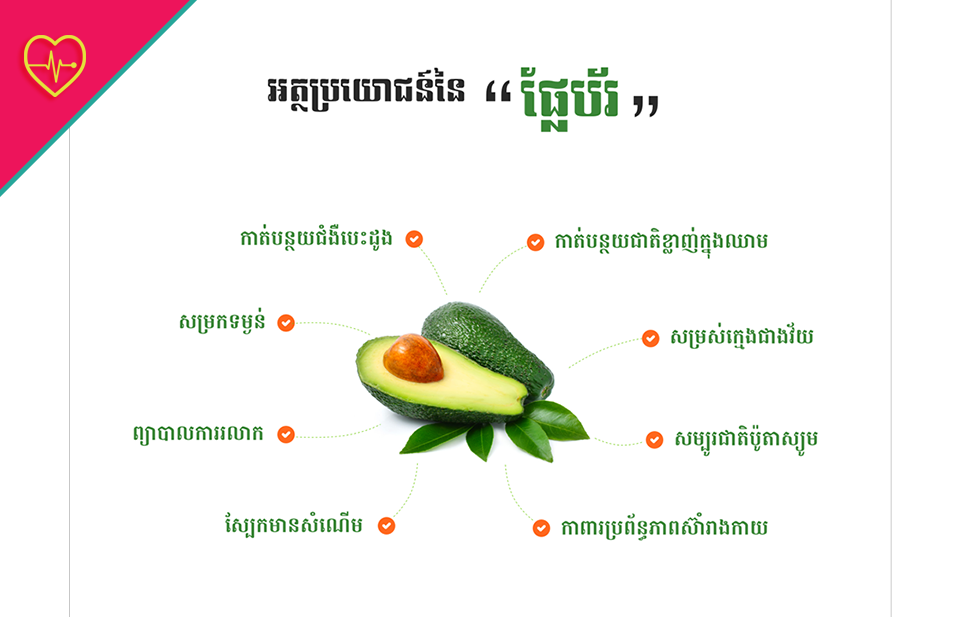 អត្ថប្រយោជន៍នៃ “ ផ្លែប័រ ”
កាត់បន្ថយជំងឺបេះដូង
កាត់បន្ថយជាតិខ្លាញ់ក្នុងឈាម
សម្រកទម្ងន់
សម្រស់ក្មេងជាងវ័យ
ព្យាបាលការរលាក
សម្បូរជាតិប៉ូតាស្យូម
ស្បែកមានសំណើម
កាពារប្រព័ន្ធភាពស៊ាំរាងកាយ